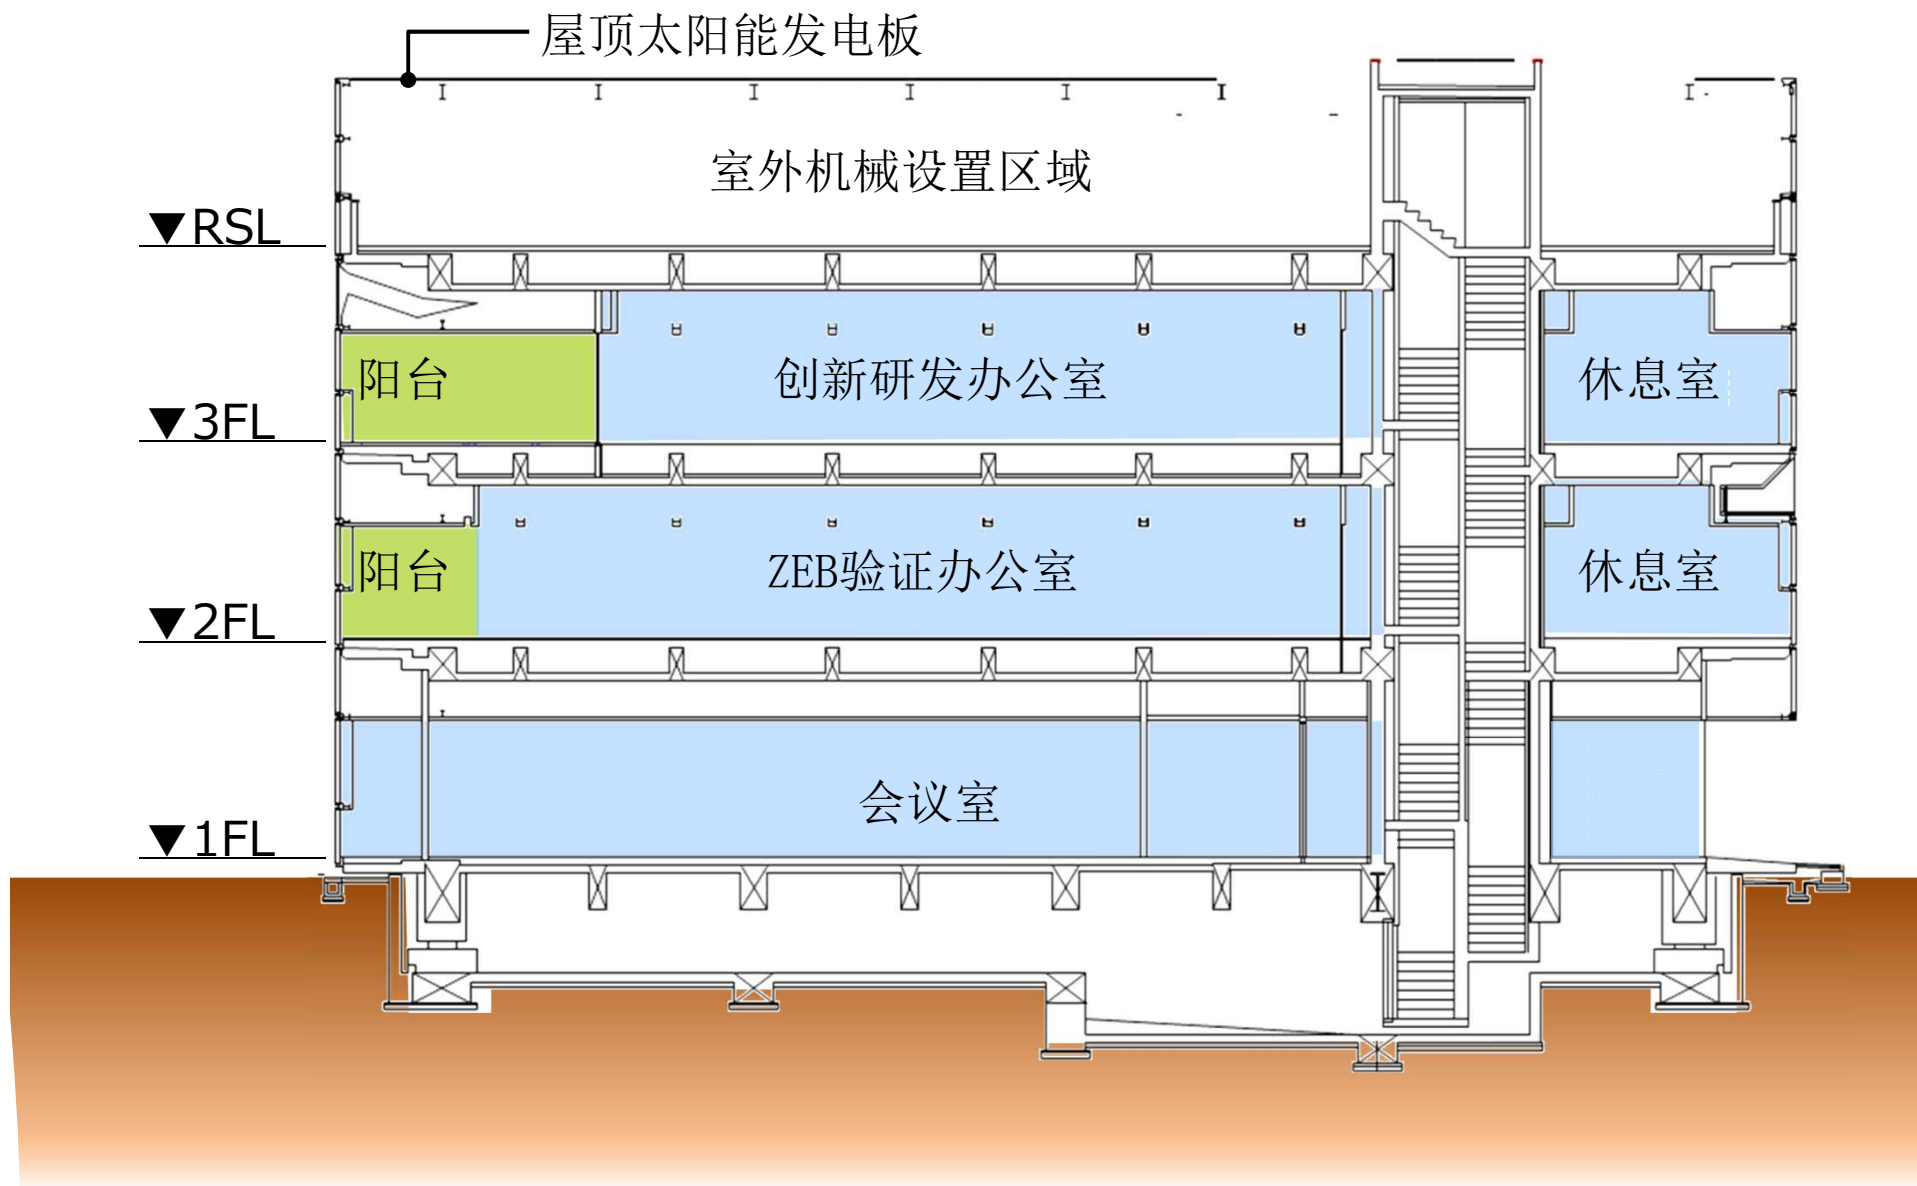 屋顶太阳能发电板
室外机械设置区域
▼RSL
阳台 创新研发办公室 休息室
▼3FL
阳台 ZEB验证办公室 休息室
▼2FL
会议室
▼1FL